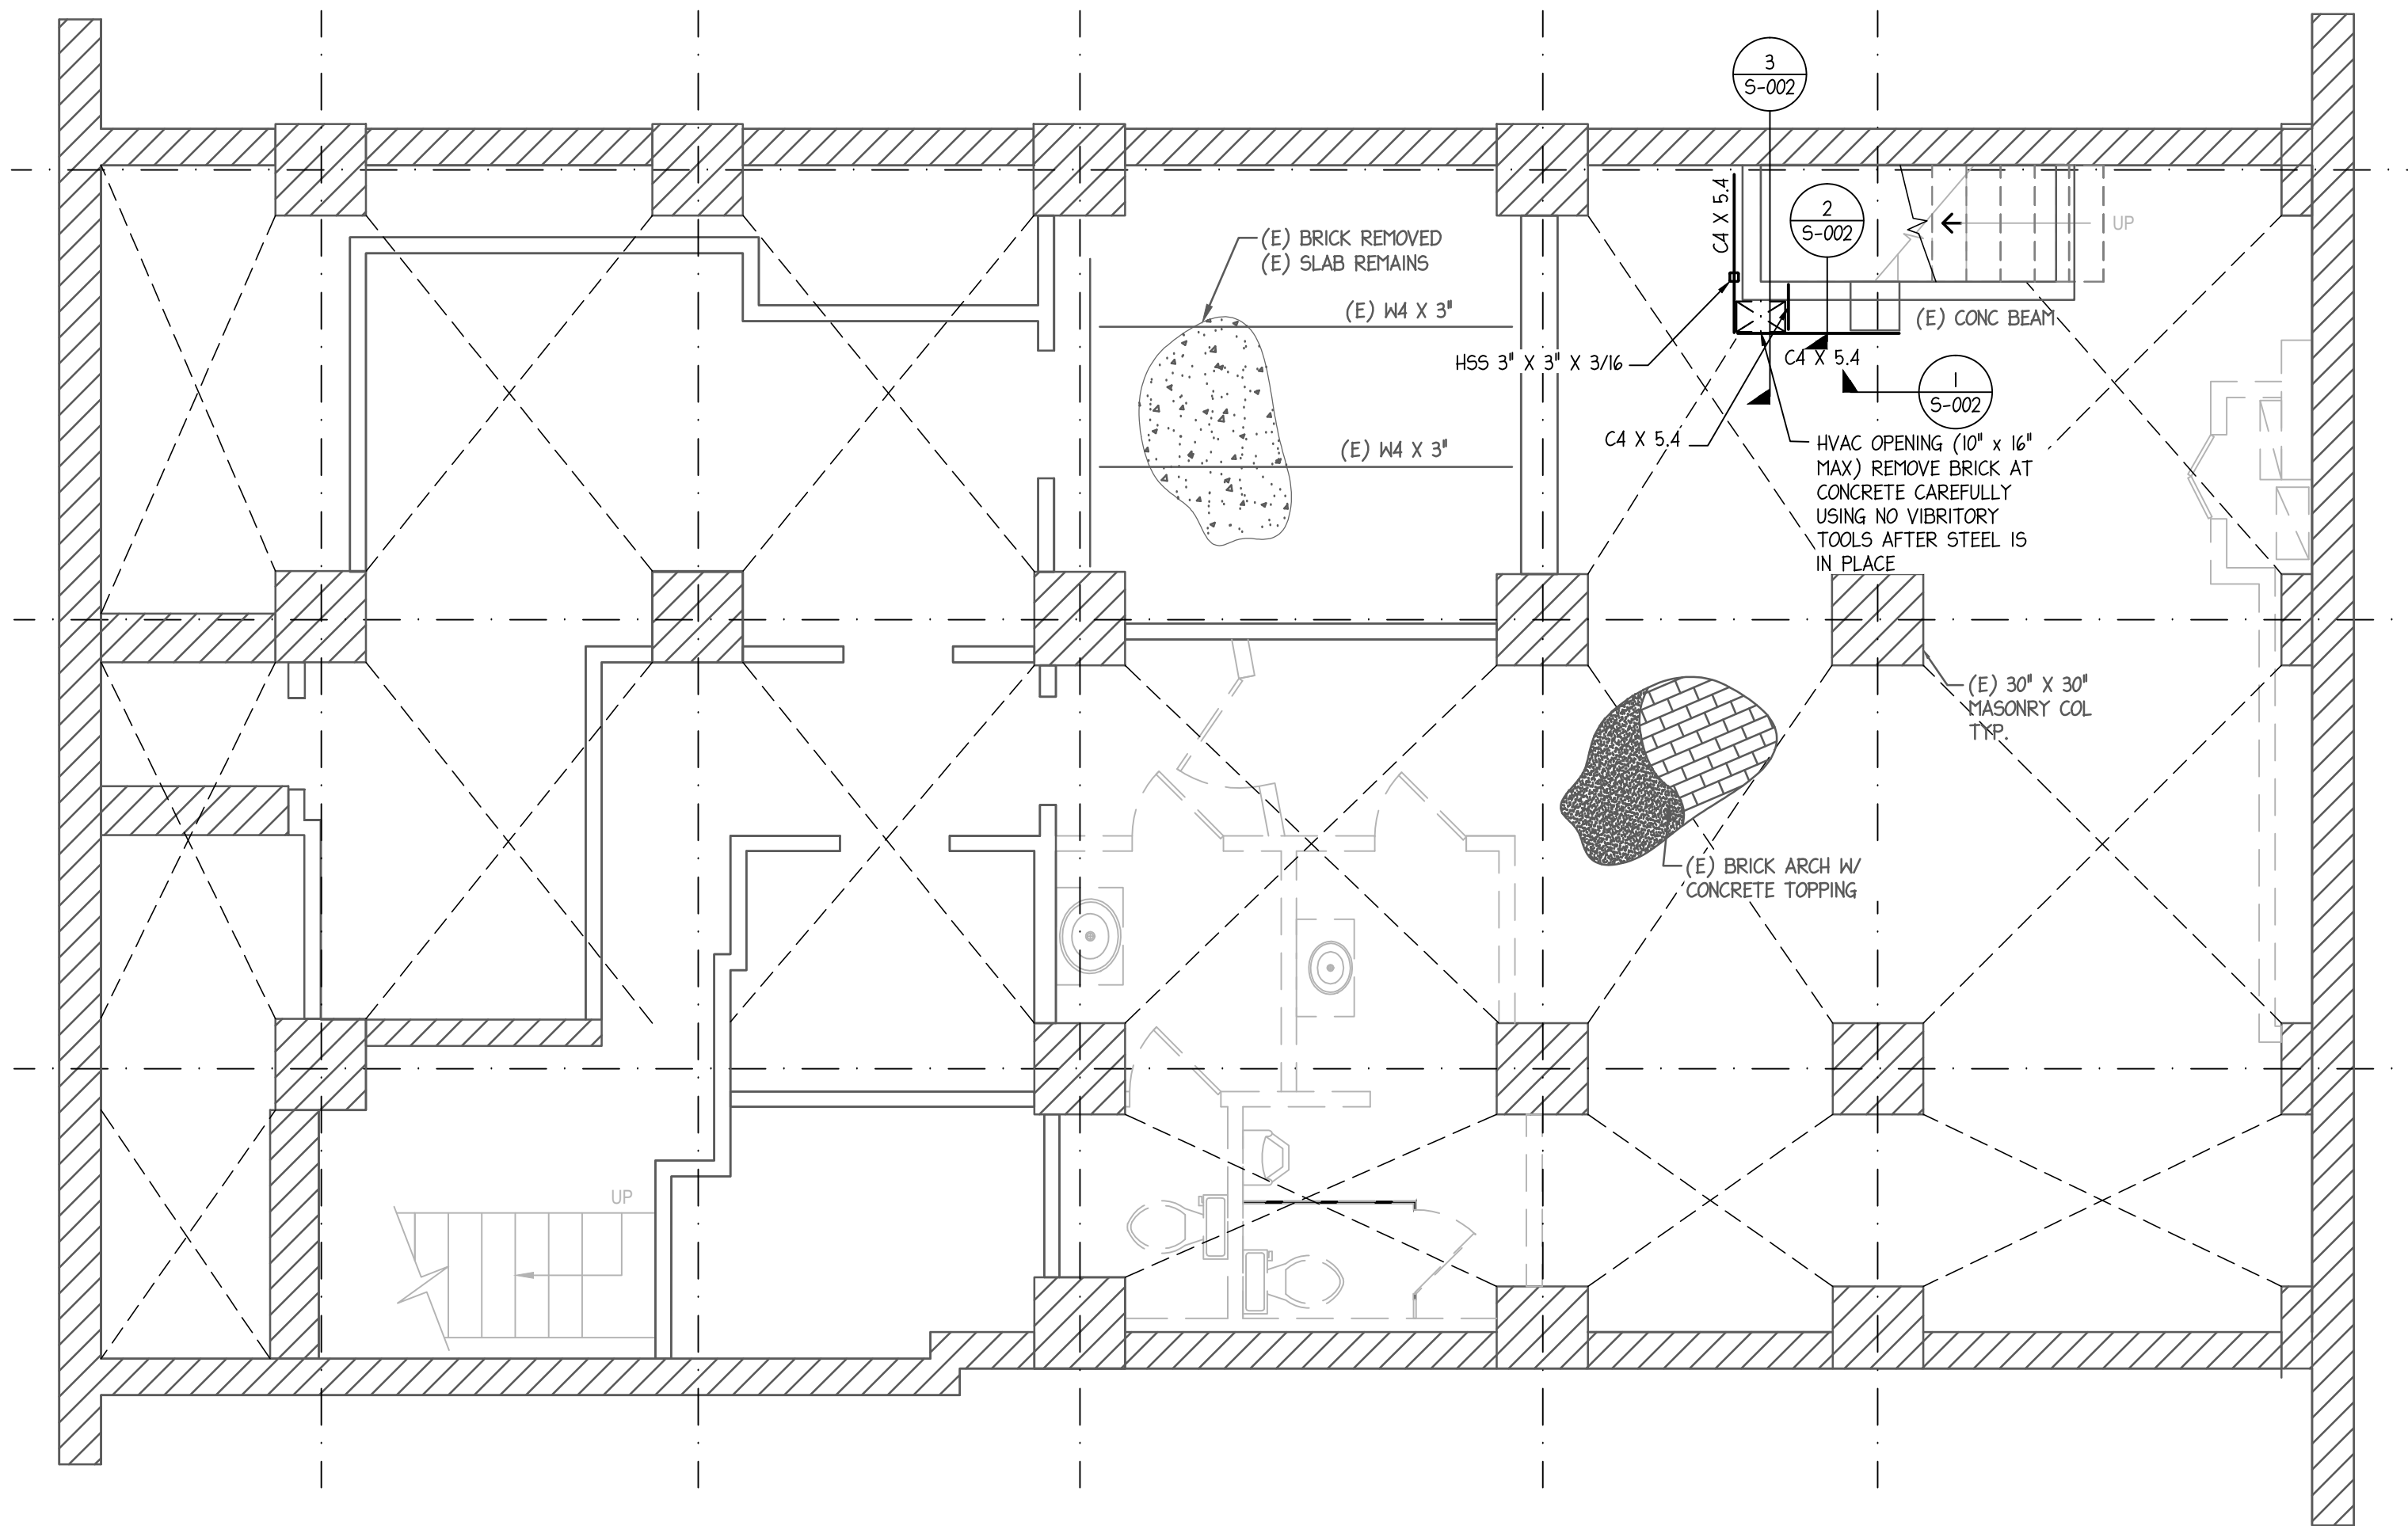 3
S-002
C4 X 5.4
2
S-002
UP
(E) BRICK REMOVED
(E) SLAB REMAINS
(E) W4 X 3"
(E) CONC BEAM
HSS 3" X 3" X 3/16
C4 X 5.4
1
S-002
C4 X 5.4
(E) W4 X 3"
HVAC OPENING (10" x 16"
MAX) REMOVE BRICK AT
CONCRETE CAREFULLY
USING NO VIBRITORY
TOOLS AFTER STEEL IS
IN PLACE
(E) 30" X 30"
MASONRY COL
TYP.
(E) BRICK ARCH W/
CONCRETE TOPPING
UP